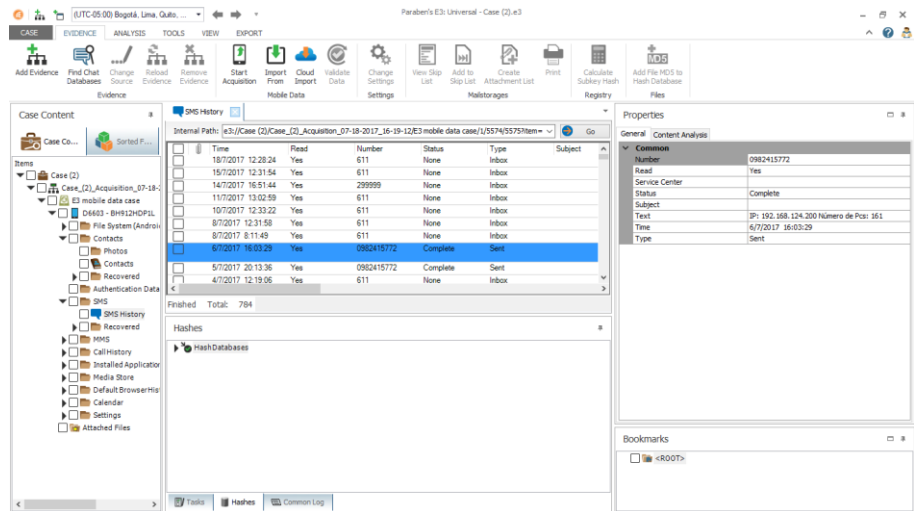 (UTC-05:00) Bogotá, Lima, Quito, ...
Paraben's E3: Universal - Case (2).e3
CASE EVIDENCE ANALYSIS TOOLS VIEW EXPORT
Add Evidence
Find Chat Databases
Change Source
Reload Evidence
Remove Evidence
Start Acquisition
Import From
Cloud Import
Validate Data
Change Settings
View Skip List
Add to Skip List
Create Attachment List
Print
Calculate Subkey Hash
MD5
Add File MD5 to Hash Database
Evidence
Mobile Data
Settings
Mailstorages
Registry
Files
Case Content
Case Co...
Sorted F...
Items
Case (2)
Case_(2)_Acquisition_07-18-
E3 mobile data case
D6603 - BH912HDP1L
File System (Androi
Contacts
Photos
Contacts
Recovered
Authentication Data
SMS
SMS History
Recovered
MMS
Call History
Installed Application
Media Store
Default Browser His
Calendar
Settings
Attached Files
SMS History
Internal Path: e3://Case (2)/Case_(2)_Acquisition_07-18-2017_16-19-12/E3 mobile data case/1/5574/5575?item= Go
Time Read Number Status Type Subject
18/7/2017 12:28:24 Yes 611 None Inbox
15/7/2017 12:31:54 Yes 611 None Inbox
14/7/2017 16:51:44 Yes 299999 None Inbox
11/7/2017 13:02:59 Yes 611 None Inbox
10/7/2017 12:33:22 Yes 611 None Inbox
8/7/2017 12:31:58 Yes 611 None Inbox
8/7/2017 8:11:49 Yes 611 None Inbox
6/7/2017 16:03:29 Yes 0982415772 Complete Sent
5/7/2017 20:13:36 Yes 0982415772 Complete Sent
4/7/2017 12:19:06 Yes 611 None Inbox
Finished Total: 784
Hashes
HashDatabases
Tasks Hashes Common Log
Properties
General Content Analysis
Common
Number 0982415772
Read Yes
Service Center
Status Complete
Subject
Text IP: 192.168.124.200 Número de Pcs: 161
Time 6/7/2017 16:03:29
Type Sent
Bookmarks
<ROOT>